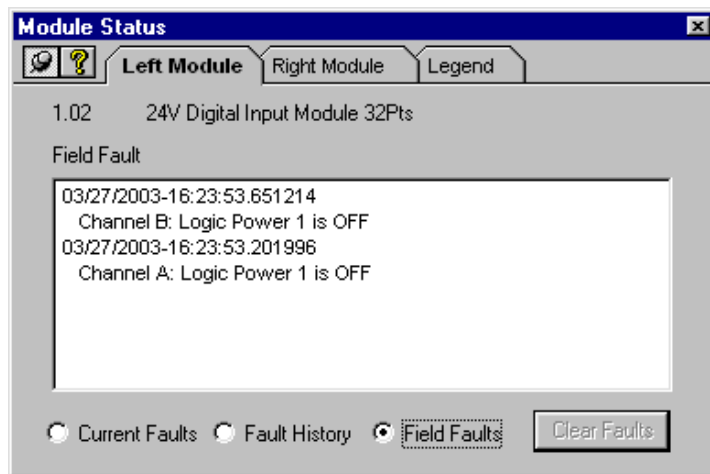 Module Status
Left Module Right Module Legend
1.02 24V Digital Input Module 32Pts
Field Fault
03/27/2003-16:23:53.651214
Channel B: Logic Power 1 is OFF
03/27/2003-16:23:53.201996
Channel A: Logic Power 1 is OFF
Current Faults Fault History Field Faults Clear Faults